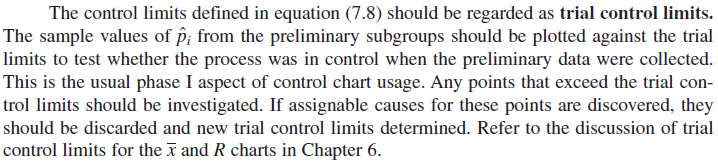 The control limits defined in equation (7.8) should be regarded as trial control limits.
The sample values of p̂ᵢ from the preliminary subgroups should be plotted against the trial
limits to test whether the process was in control when the preliminary data were collected.
This is the usual phase I aspect of control chart usage. Any points that exceed the trial con-
trol limits should be investigated. If assignable causes for these points are discovered, they
should be discarded and new trial control limits determined. Refer to the discussion of trial
control limits for the x̄ and R charts in Chapter 6.